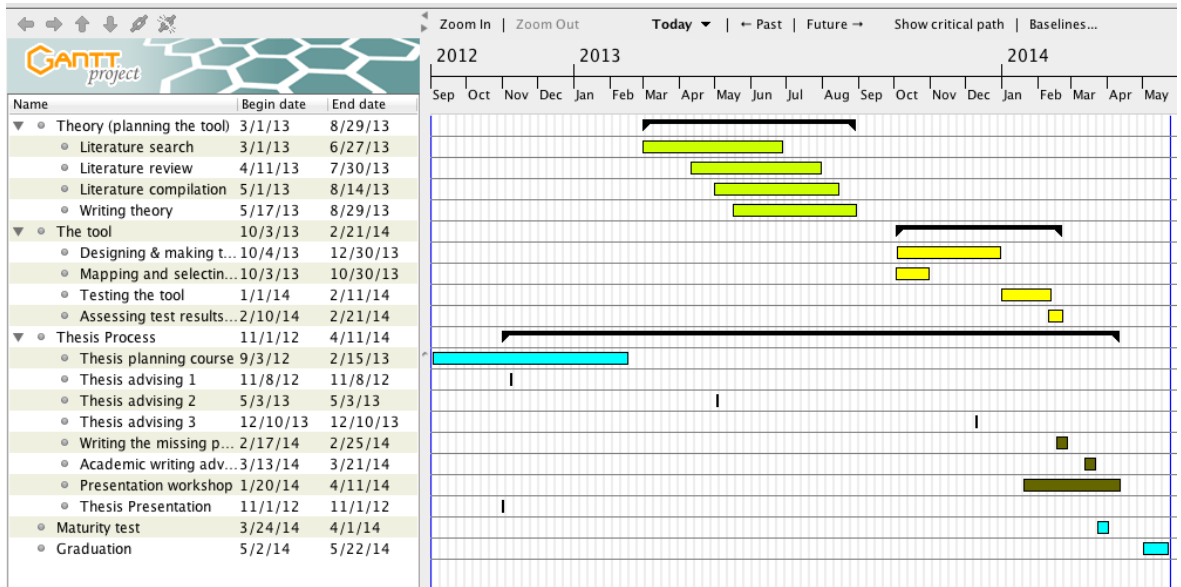 Zoom In | Zoom Out Today ▼ | ← Past | Future → Show critical path | Baselines...
GANTT project
2012 2013 2014
Sep Oct Nov Dec Jan Feb Mar Apr May Jun Jul Aug Sep Oct Nov Dec Jan Feb Mar Apr May
Name Begin date End date
Theory (planning the tool) 3/1/13 8/29/13
Literature search 3/1/13 6/27/13
Literature review 4/11/13 7/30/13
Literature compilation 5/1/13 8/14/13
Writing theory 5/17/13 8/29/13
The tool 10/3/13 2/21/14
Designing & making t... 10/4/13 12/30/13
Mapping and selectin... 10/3/13 10/30/13
Testing the tool 1/1/14 2/11/14
Assessing test results... 2/10/14 2/21/14
Thesis Process 11/1/12 4/11/14
Thesis planning course 9/3/12 2/15/13
Thesis advising 1 11/8/12 11/8/12
Thesis advising 2 5/3/13 5/3/13
Thesis advising 3 12/10/13 12/10/13
Writing the missing p... 2/17/14 2/25/14
Academic writing adv... 3/13/14 3/21/14
Presentation workshop 1/20/14 4/11/14
Thesis Presentation 11/1/12 11/1/12
Maturity test 3/24/14 4/1/14
Graduation 5/2/14 5/22/14